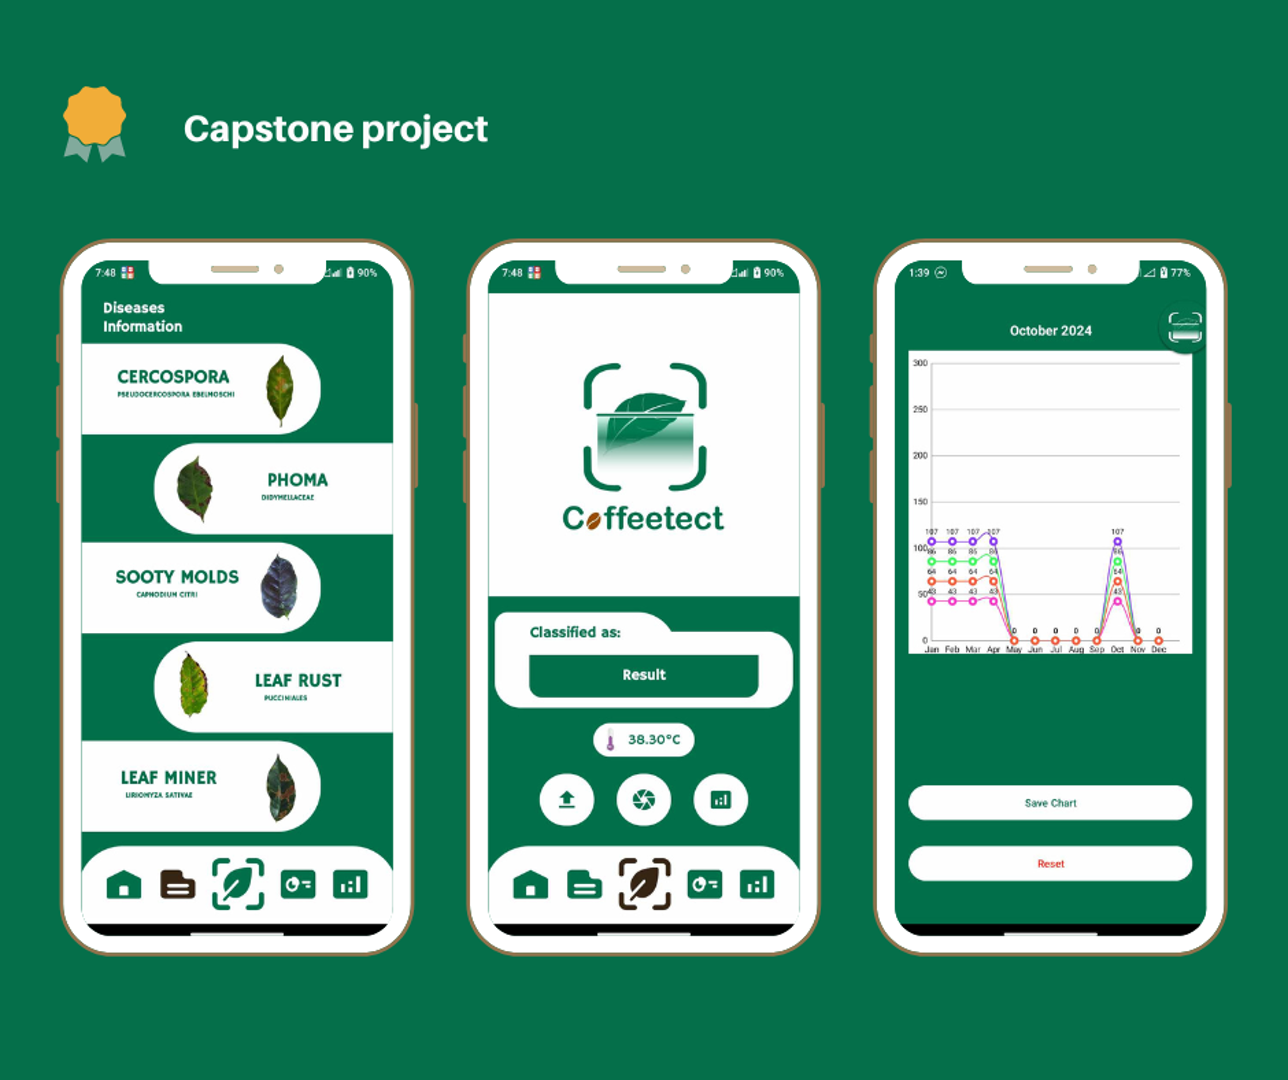 Capstone project
7:48
90%
Diseases
Information
CERCOSPORA
PSEUDOCERCOSPORA EBELMOSCHI
PHOMA
DIDYMELLACEAE
SOOTY MOLDS
CAPNODIUM CITRI
LEAF RUST
PUCCINIALES
LEAF MINER
LIRIOMYZA SATIVAE
7:48
90%
Coffeetect
Classified as:
Result
38.30°C
1:39
77%
October 2024
300
250
200
150
100
50
0
107 107 107 107 107
86 86 86 86 86
64 64 64 64 64
43 43 43 43 43
0 0 0 0 0 0 0
Jan Feb Mar Apr May Jun Jul Aug Sep Oct Nov Dec
Save Chart
Reset